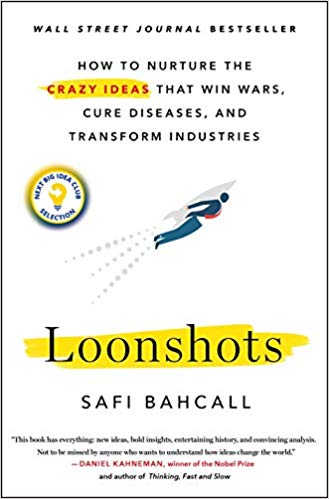 WALL STREET JOURNAL BESTSELLER
HOW TO NURTURE THE
CRAZY IDEAS THAT WIN WARS,
CURE DISEASES, AND
TRANSFORM INDUSTRIES
NEXT BIG IDEA CLUB
SELECTION
Loonshots
SAFI BAHCALL
"This book has everything: new ideas, bold insights, entertaining history, and convincing analysis.
Not to be missed by anyone who wants to understand how ideas change the world."
—DANIEL KAHNEMAN, winner of the Nobel Prize
and author of Thinking, Fast and Slow